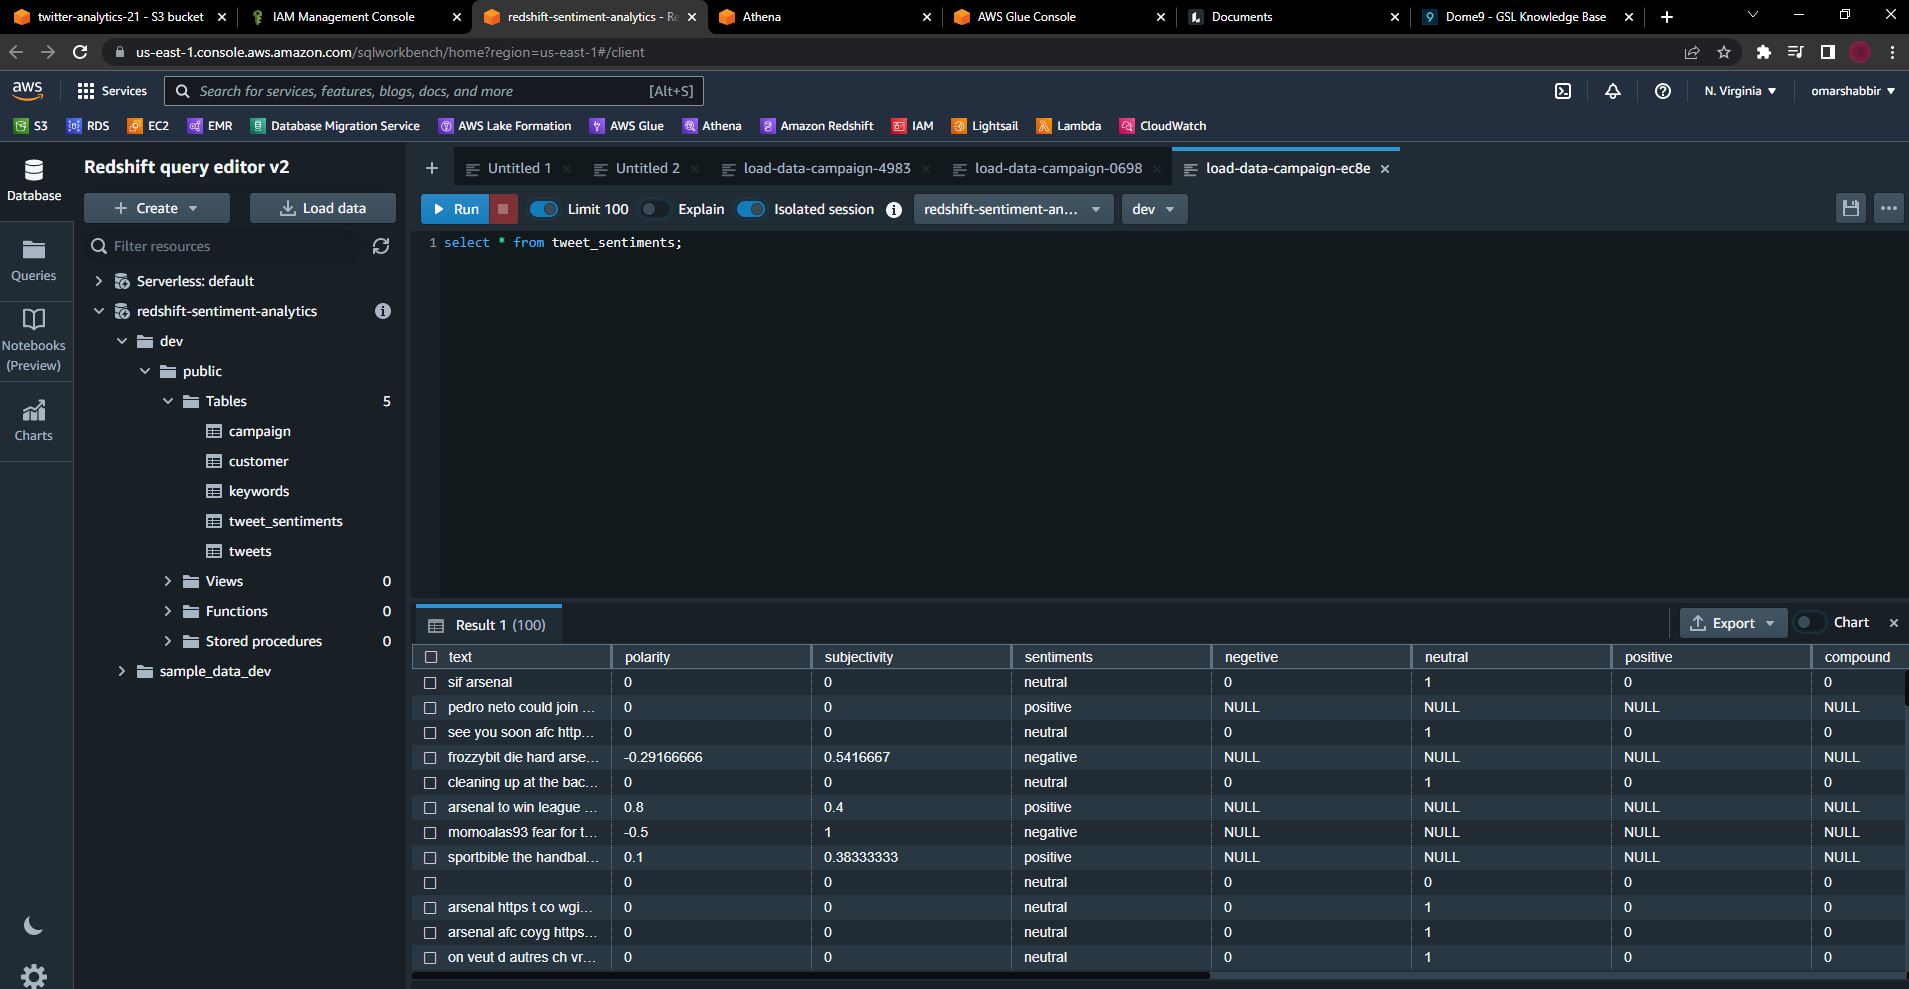 twitter-analytics-21 - S3 bucket
IAM Management Console
redshift-sentiment-analytics - Re
Athena
AWS Glue Console
Documents
Dome9 - GSL Knowledge Base
us-east-1.console.aws.amazon.com/sqlworkbench/home?region=us-east-1#/client
aws Services Search for services, features, blogs, docs, and more [Alt+S] N. Virginia omarshabbir
S3 RDS EC2 EMR Database Migration Service AWS Lake Formation AWS Glue Athena Amazon Redshift IAM Lightsail Lambda CloudWatch
Database
Queries
Notebooks
(Preview)
Charts
Redshift query editor v2
Create Load data
Filter resources
Serverless: default
redshift-sentiment-analytics
dev
public
Tables 5
campaign
customer
keywords
tweet_sentiments
tweets
Views 0
Functions 0
Stored procedures 0
sample_data_dev
Untitled 1 Untitled 2 load-data-campaign-4983 load-data-campaign-0698 load-data-campaign-ec8e
Run Limit 100 Explain Isolated session redshift-sentiment-an... dev
1 select * from tweet_sentiments;
Result 1 (100) Export Chart
text polarity subjectivity sentiments negetive neutral positive compound
sif arsenal 0 0 neutral 0 1 0 0
pedro neto could join ... 0 0 positive NULL NULL NULL NULL
see you soon afc http... 0 0 neutral 0 1 0 0
frozzybit die hard arse... -0.29166666 0.5416667 negative NULL NULL NULL NULL
cleaning up at the bac... 0 0 neutral 0 1 0 0
arsenal to win league ... 0.8 0.4 positive NULL NULL NULL NULL
momoalas93 fear for t... -0.5 1 negative NULL NULL NULL NULL
sportbible the handbal... 0.1 0.38333333 positive NULL NULL NULL NULL
0 0 neutral 0 0 0 0
arsenal https t co wgi... 0 0 neutral 0 1 0 0
arsenal afc coyg https... 0 0 neutral 0 1 0 0
on veut d autres ch vr... 0 0 neutral 0 1 0 0